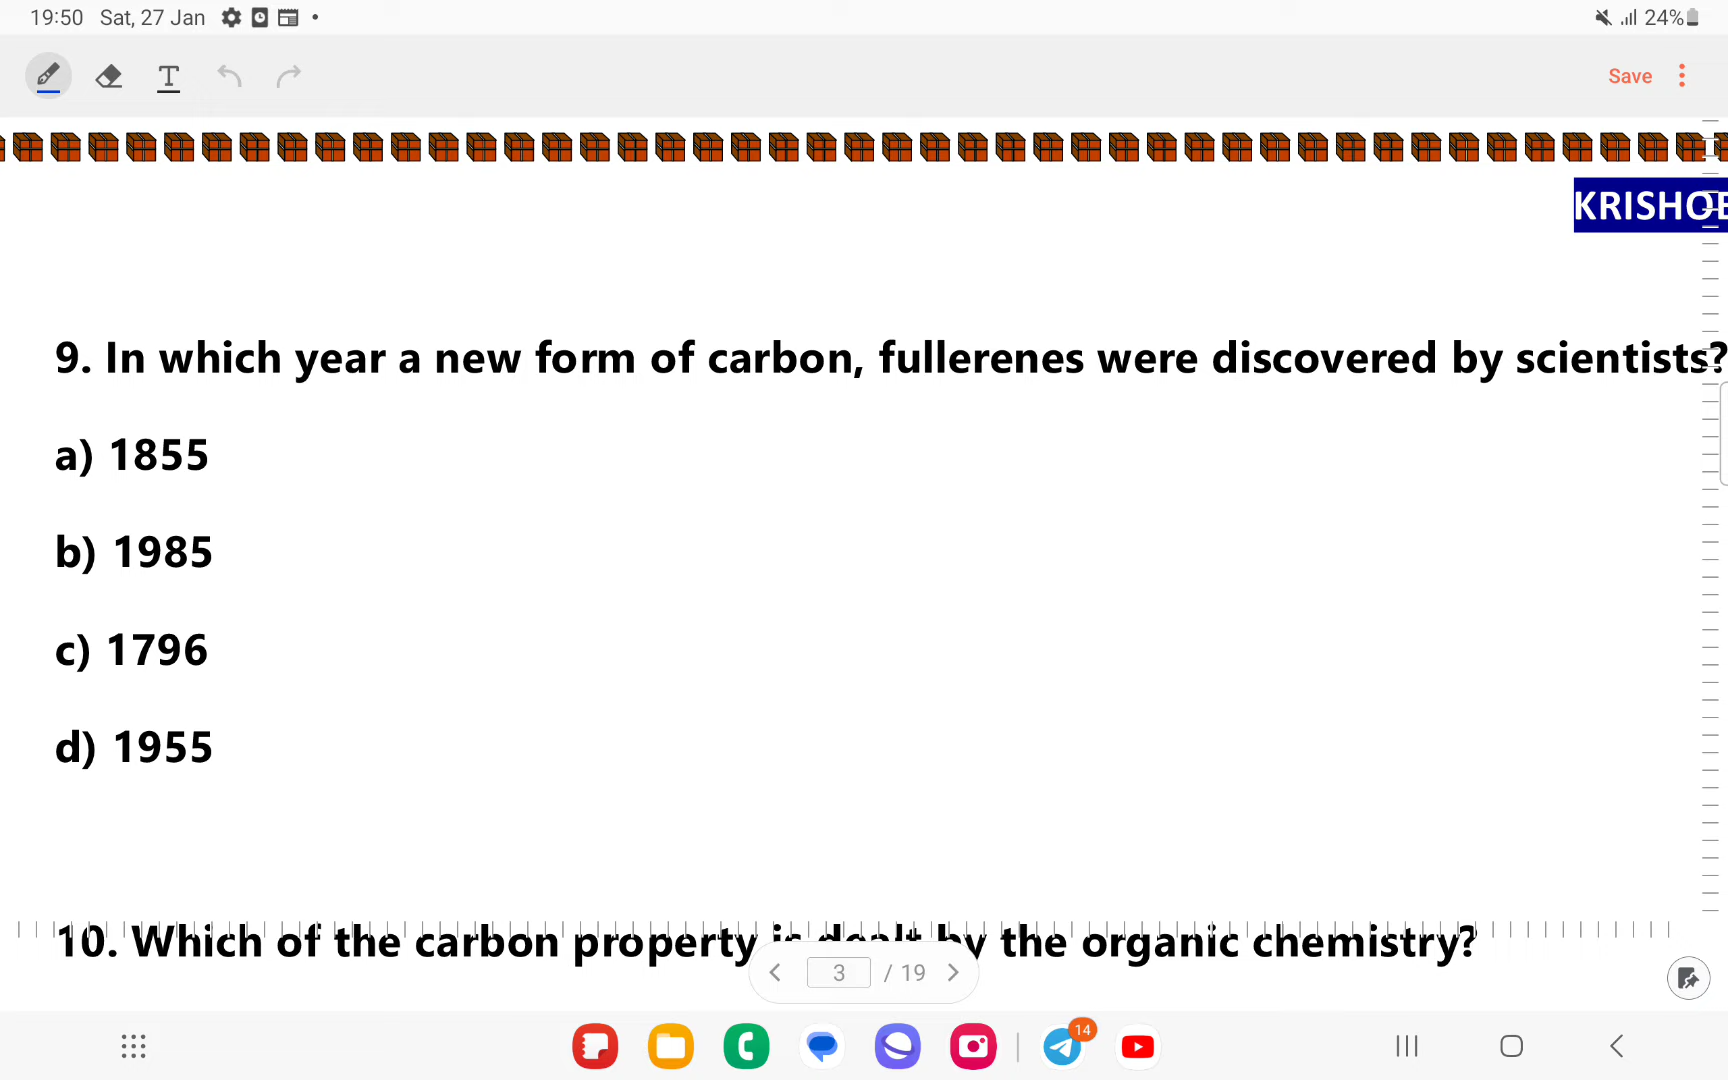 19:50 Sat, 27 Jan
24%
Save
9. In which year a new form of carbon, fullerenes were discovered by scientists?
a) 1855
b) 1985
c) 1796
d) 1955
10. Which of the carbon property is dealt by the organic chemistry?
3 / 19
14